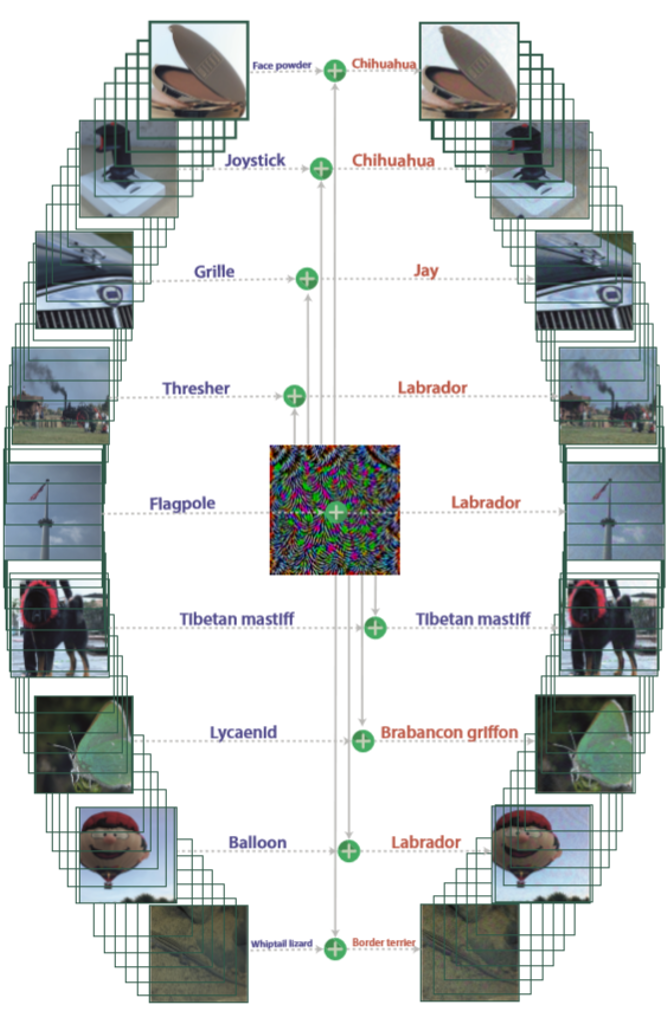 Face powder Chihuahua
Joystick Chihuahua
Grille Jay
Thresher Labrador
Flagpole Labrador
Tibetan mastiff Tibetan mastiff
Lycaenid Brabancon griffon
Balloon Labrador
Whiptail lizard Border terrier